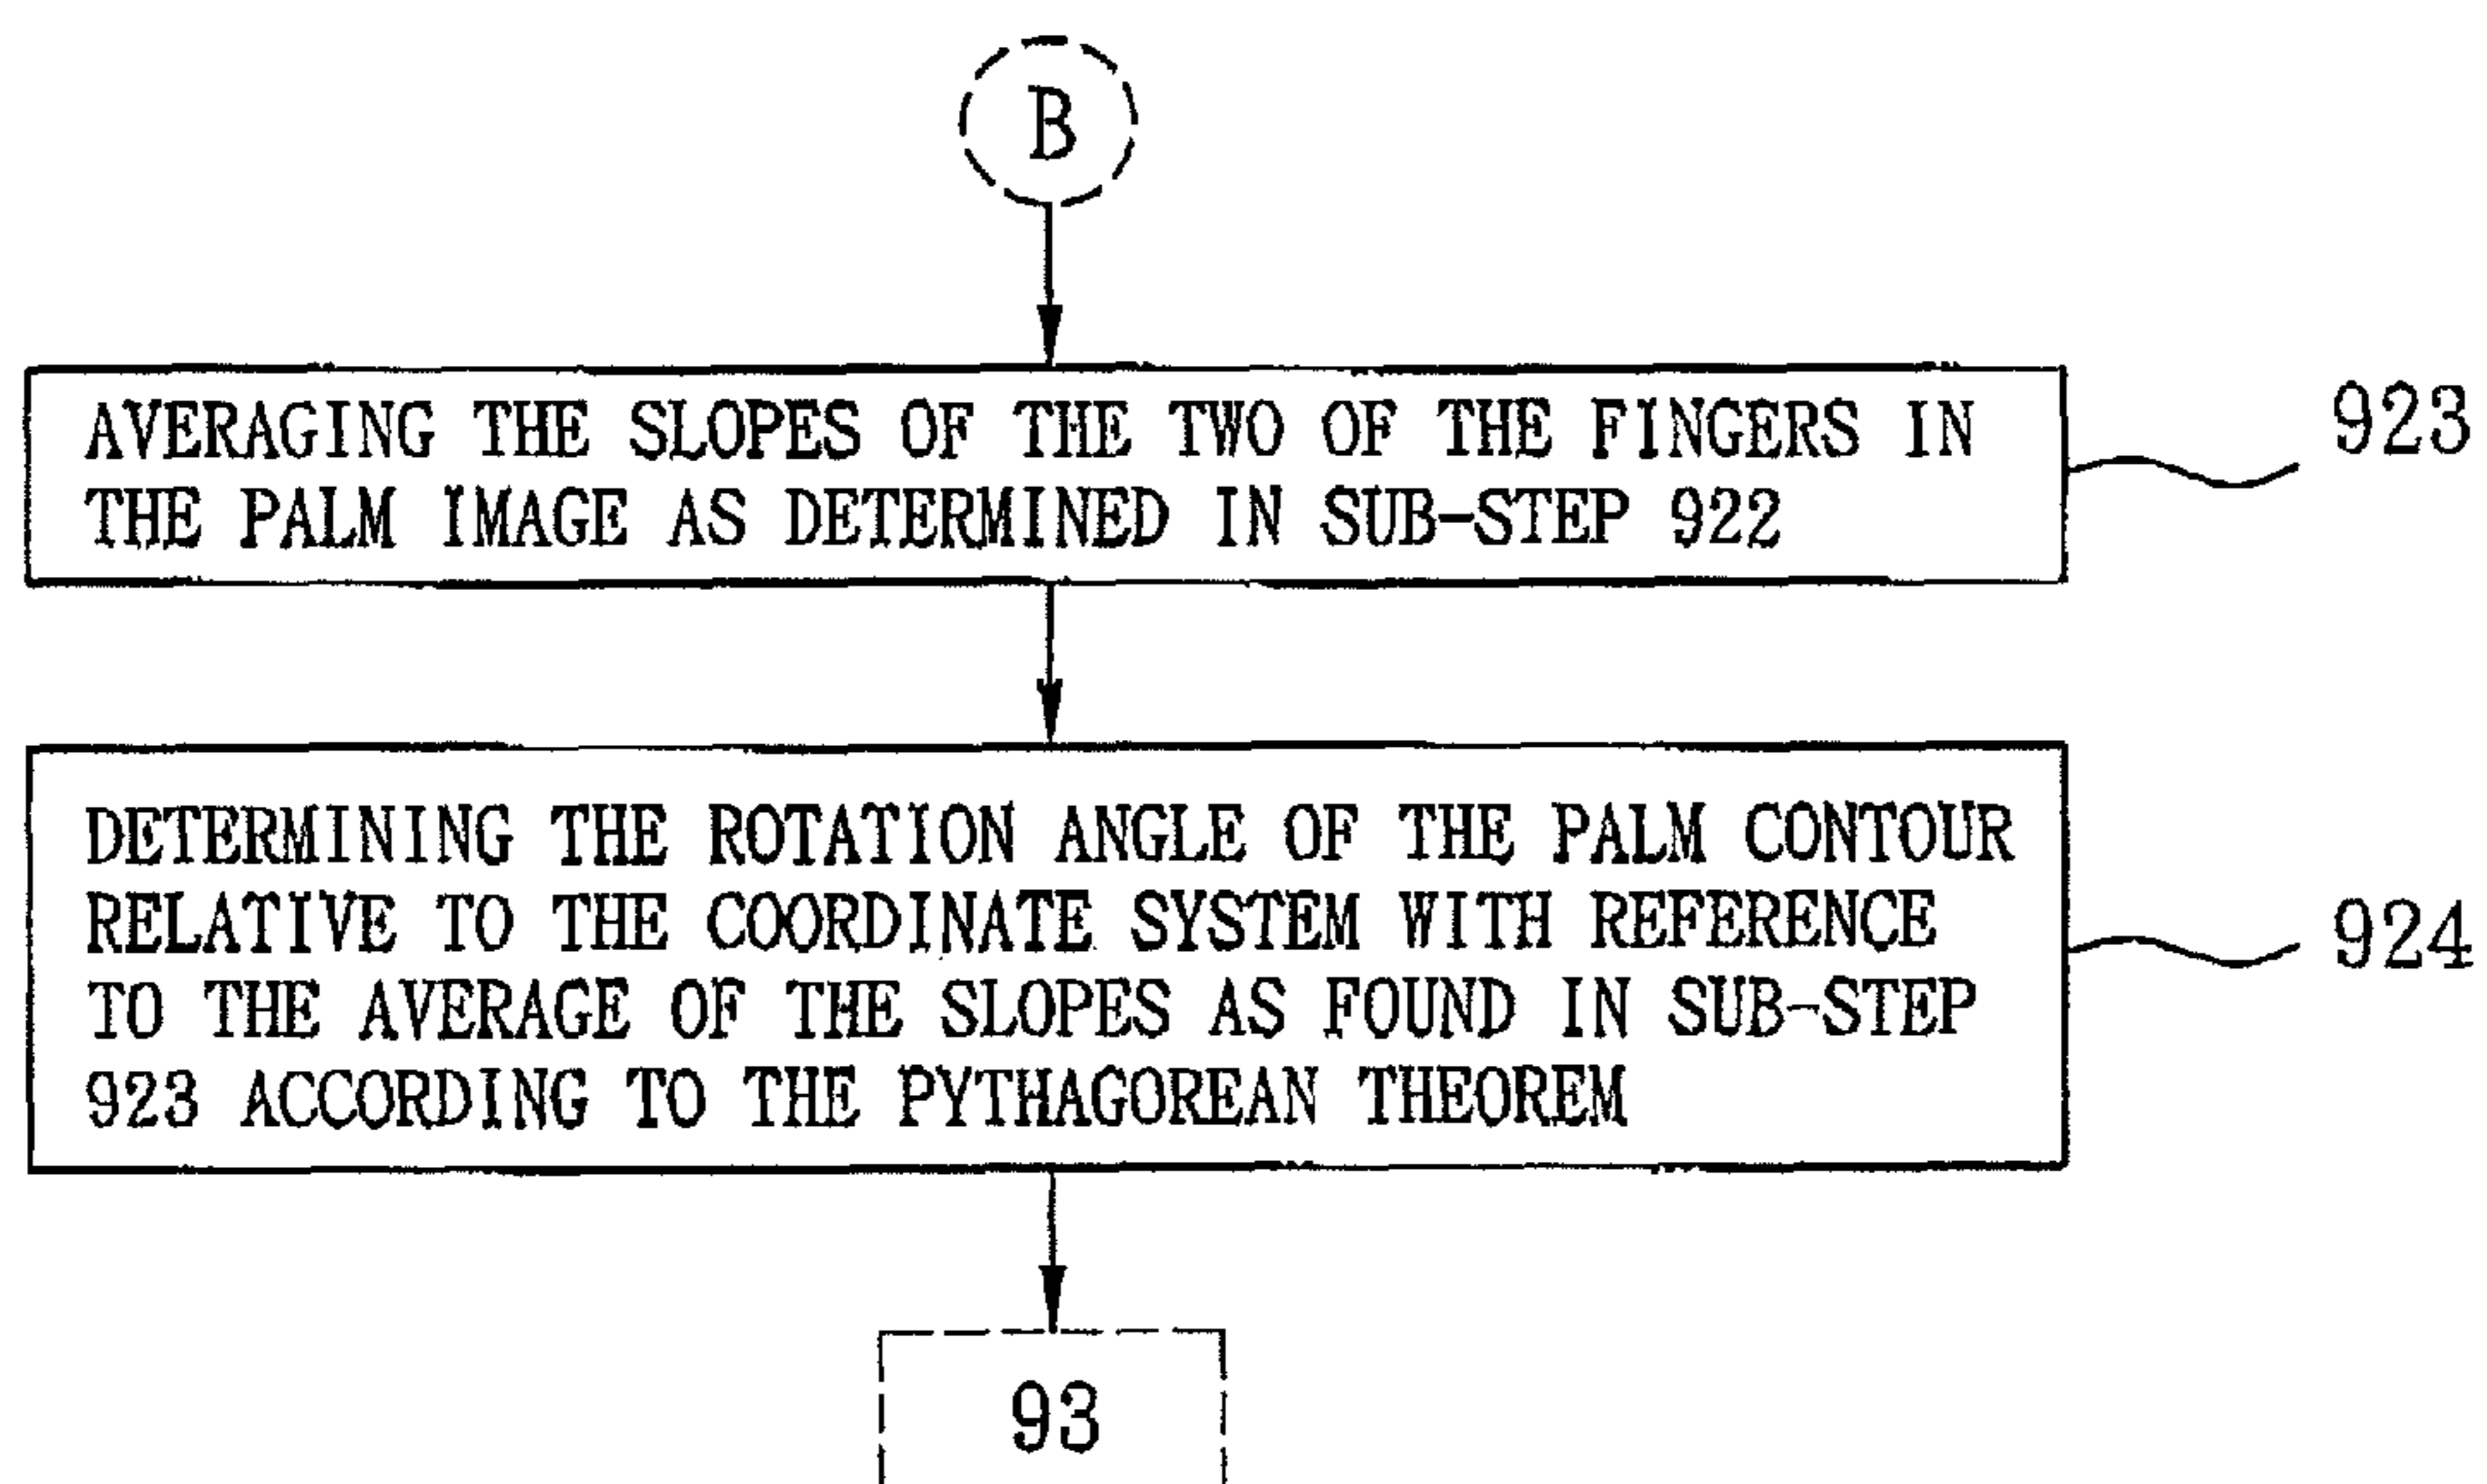 B
AVERAGING THE SLOPES OF THE TWO OF THE FINGERS IN
THE PALM IMAGE AS DETERMINED IN SUB-STEP 922
923
DETERMINING THE ROTATION ANGLE OF THE PALM CONTOUR
RELATIVE TO THE COORDINATE SYSTEM WITH REFERENCE
TO THE AVERAGE OF THE SLOPES AS FOUND IN SUB-STEP
923 ACCORDING TO THE PYTHAGOREAN THEOREM
924
93